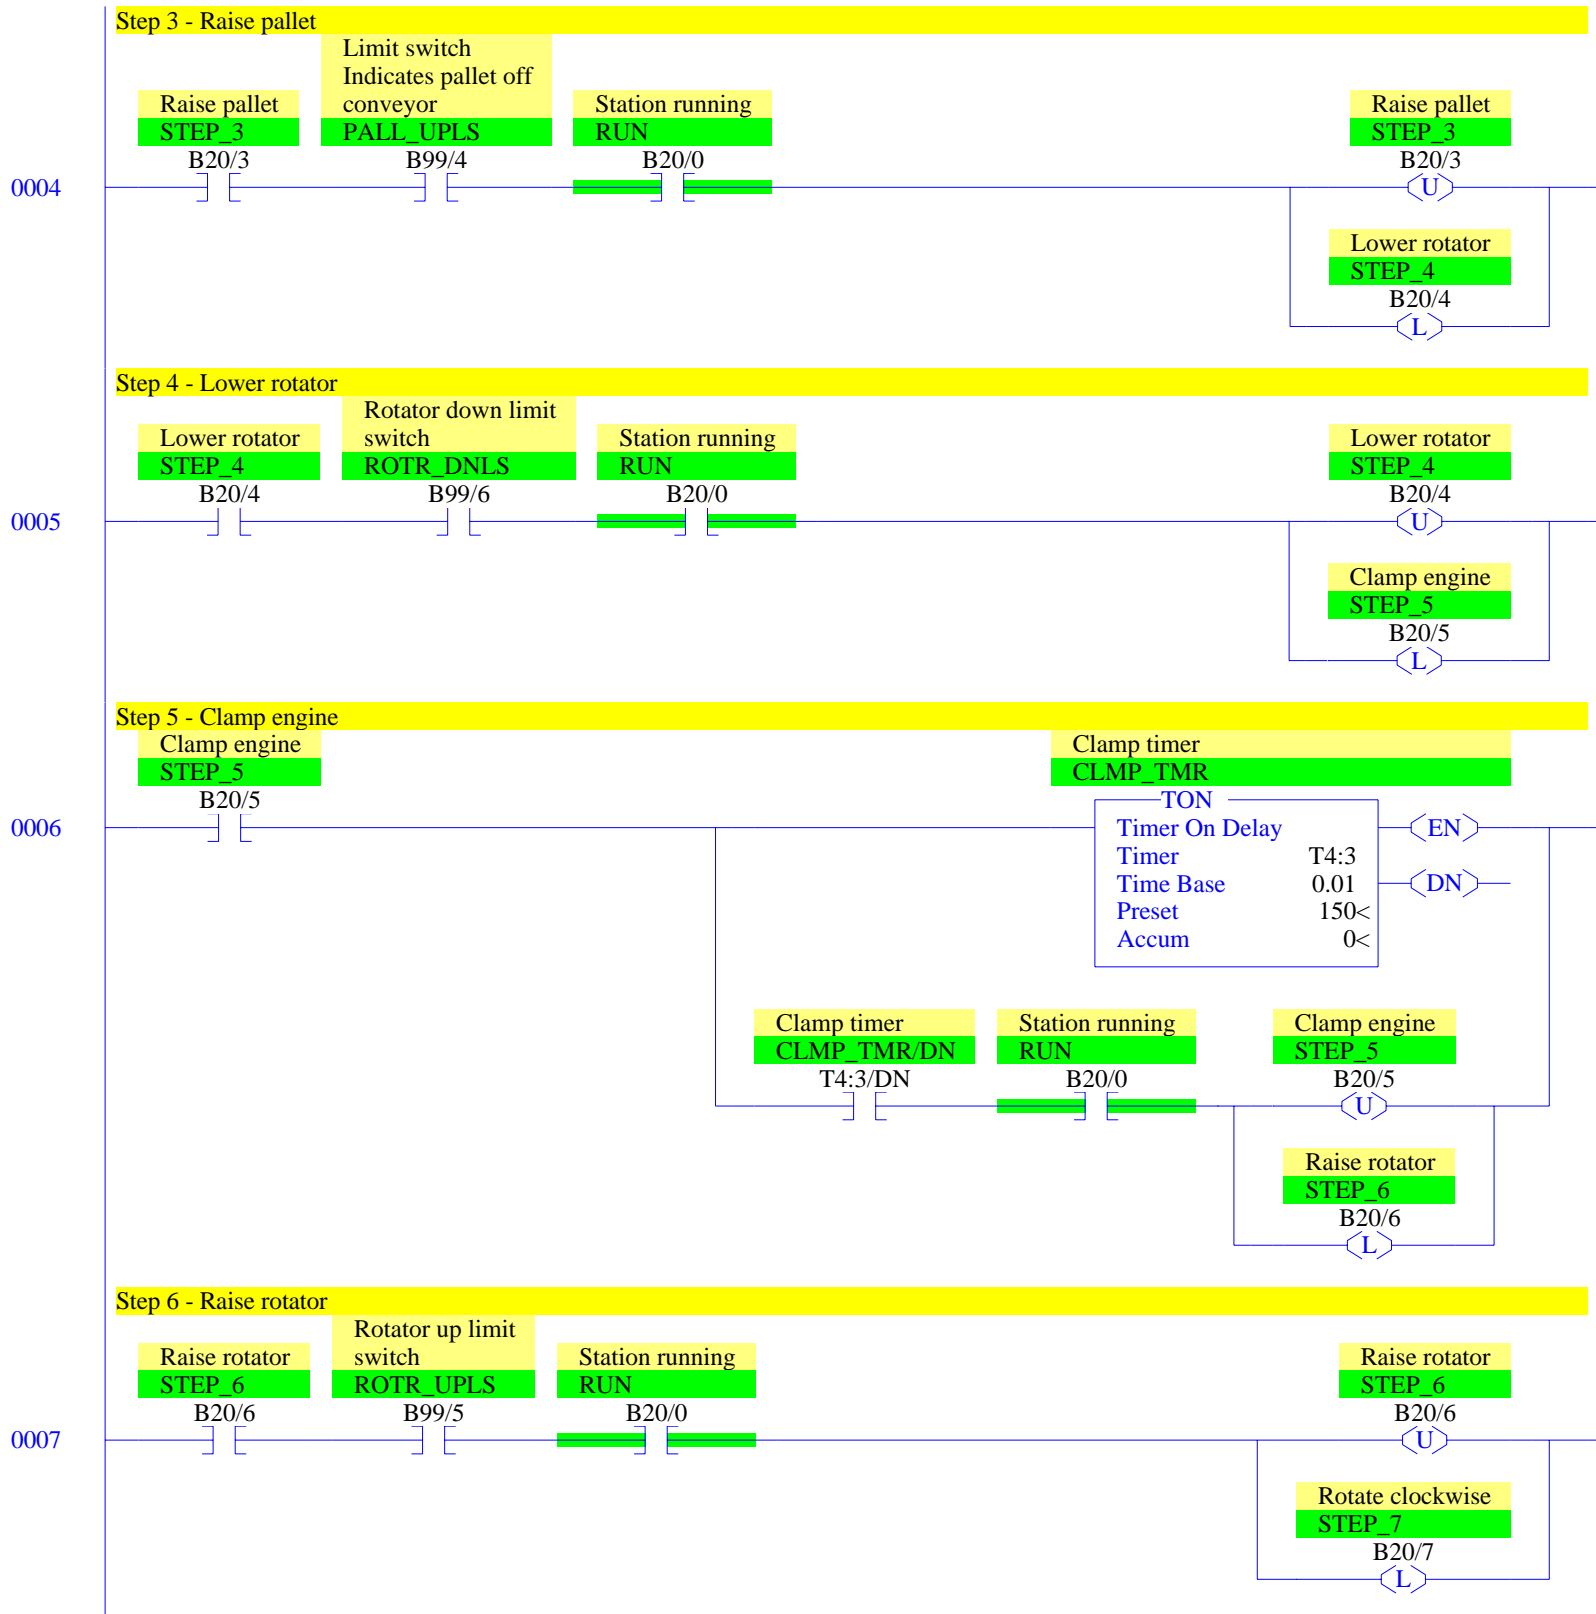 Step 3 - Raise pallet
Limit switch
Indicates pallet off
Raise pallet conveyor Station running Raise pallet
STEP_3 PALL_UPLS RUN STEP_3
B20/3 B99/4 B20/0 B20/3
0004 U
Lower rotator
STEP_4
B20/4
L
Step 4 - Lower rotator
Rotator down limit
Lower rotator switch Station running Lower rotator
STEP_4 ROTR_DNLS RUN STEP_4
B20/4 B99/6 B20/0 B20/4
0005 U
Clamp engine
STEP_5
B20/5
L
Step 5 - Clamp engine
Clamp engine Clamp timer
STEP_5 CLMP_TMR
B20/5 TON
0006 Timer On Delay EN
Timer T4:3
Time Base 0.01 DN
Preset 150<
Accum 0<
Clamp timer Station running Clamp engine
CLMP_TMR/DN RUN STEP_5
T4:3/DN B20/0 B20/5
U
Raise rotator
STEP_6
B20/6
L
Step 6 - Raise rotator
Rotator up limit
Raise rotator switch Station running Raise rotator
STEP_6 ROTR_UPLS RUN STEP_6
B20/6 B99/5 B20/0 B20/6
0007 U
Rotate clockwise
STEP_7
B20/7
L